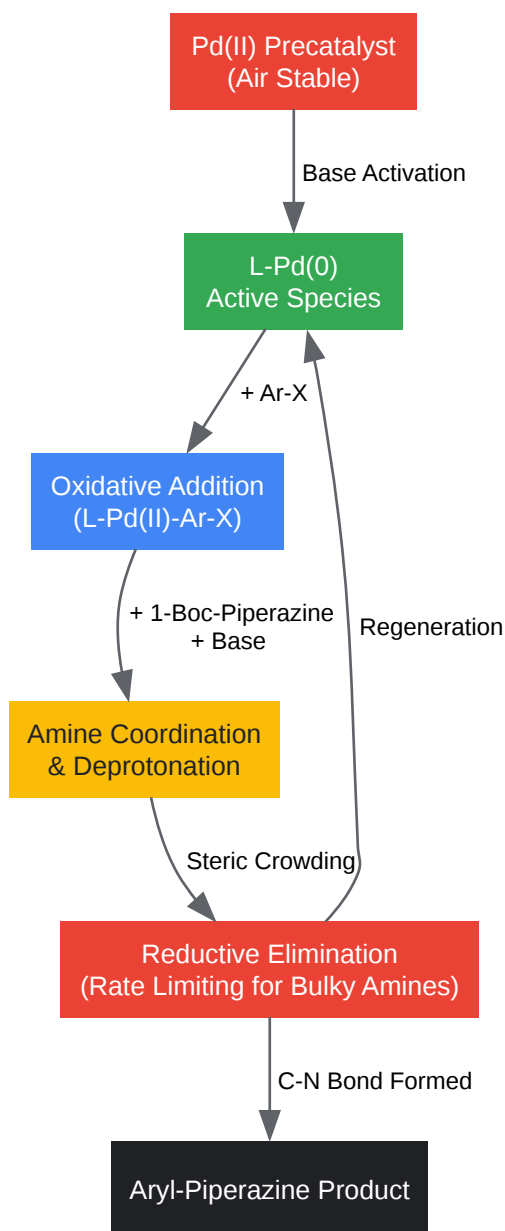 Pd(II) Precatalyst
(Air Stable)
Base Activation
L-Pd(0)
Active Species
+ Ar-X
Oxidative Addition
(L-Pd(II)-Ar-X)
+ 1-Boc-Piperazine
+ Base
Regeneration
Amine Coordination
& Deprotonation
Steric Crowding
Reductive Elimination
(Rate Limiting for Bulky Amines)
C-N Bond Formed
Aryl-Piperazine Product